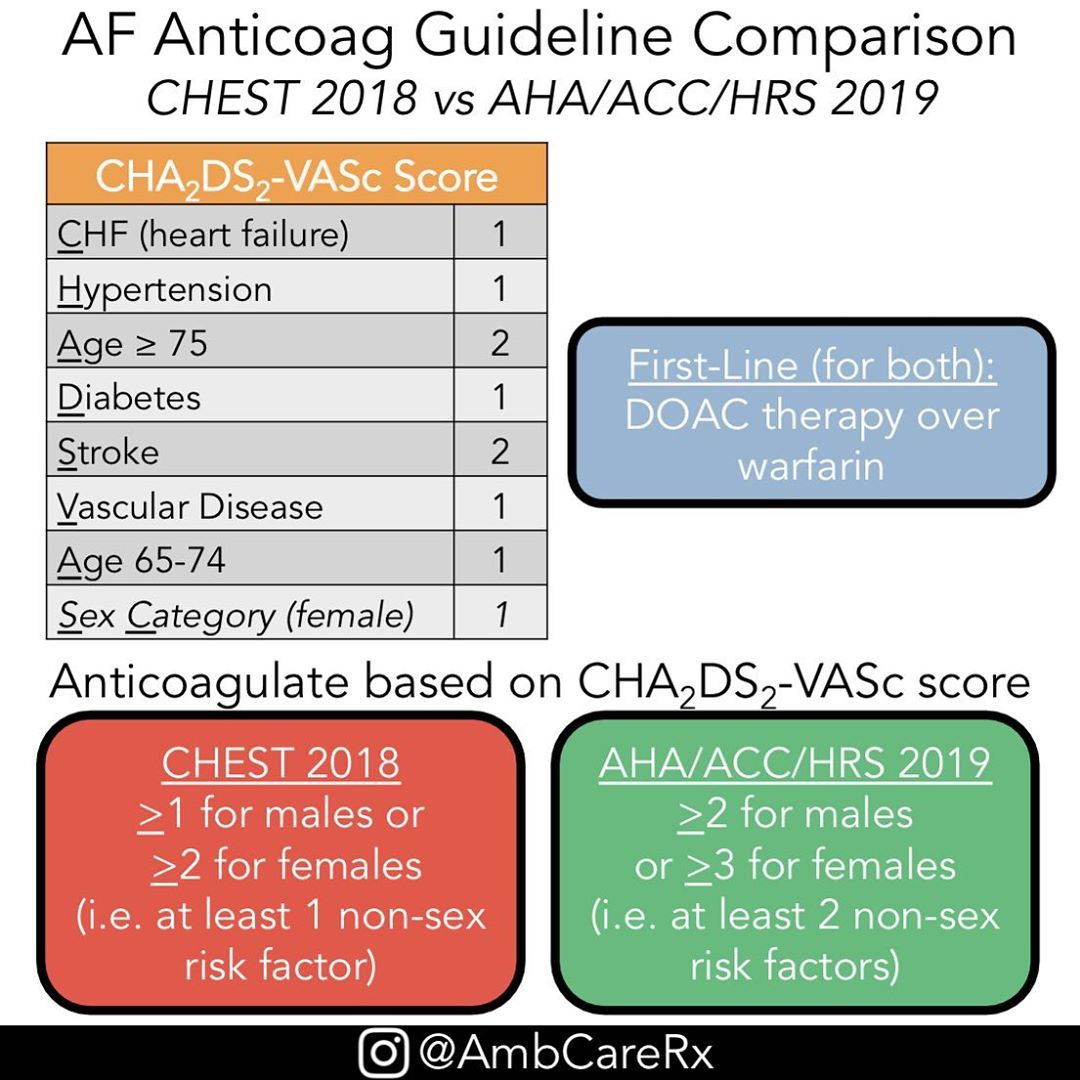 AF Anticoag Guideline Comparison
CHEST 2018 vs AHA/ACC/HRS 2019
CHA₂DS₂-VASc Score
CHF (heart failure) 1
Hypertension 1
Age ≥ 75 2
Diabetes 1
Stroke 2
Vascular Disease 1
Age 65-74 1
Sex Category (female) 1
First-Line (for both):
DOAC therapy over
warfarin
Anticoagulate based on CHA₂DS₂-VASc score
CHEST 2018
≥1 for males or
≥2 for females
(i.e. at least 1 non-sex
risk factor)
AHA/ACC/HRS 2019
≥2 for males
or ≥3 for females
(i.e. at least 2 non-sex
risk factors)
@AmbCareRx